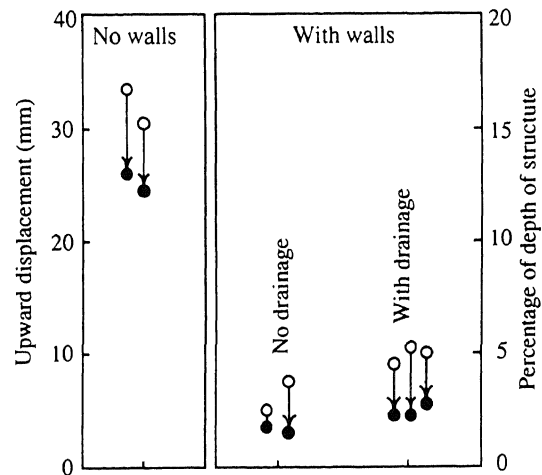 Upward displacement (mm)
40
30
20
10
0
No walls
With walls
No drainage
With drainage
20
15
10
5
0
Percentage of depth of structute